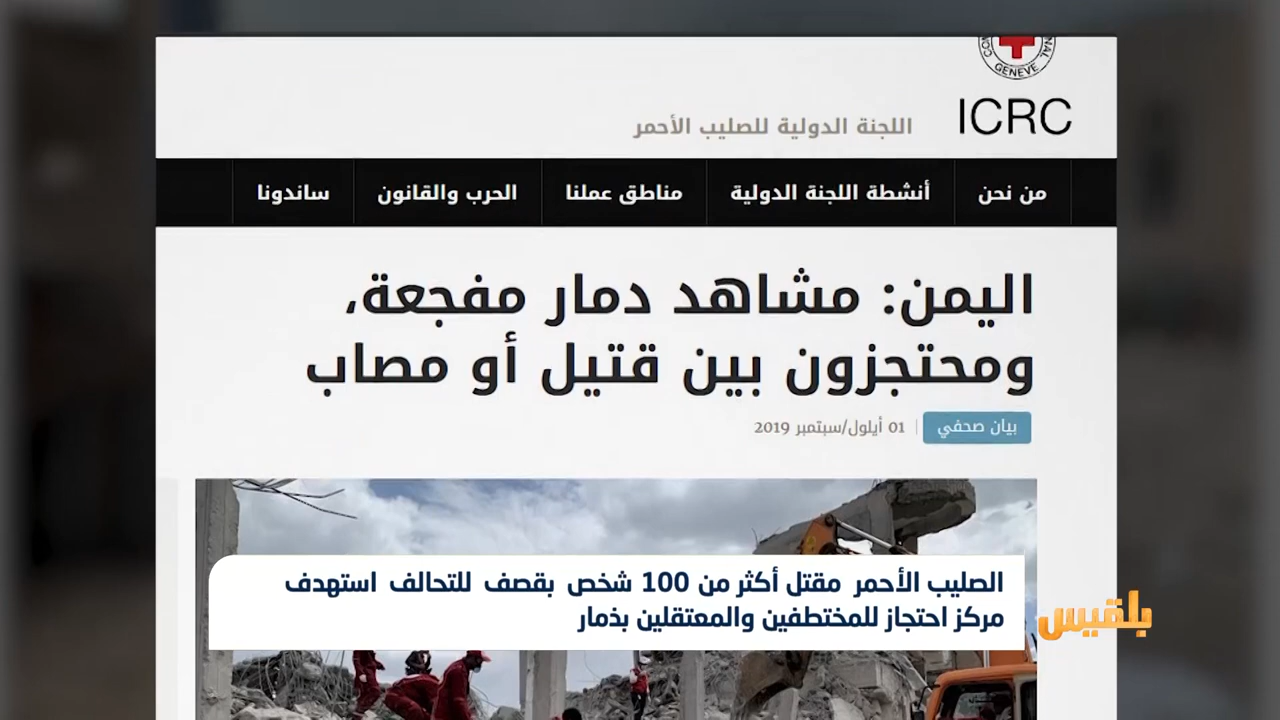 GENEVE
ICRC
اللجنة الدولية للصليب الأحمر
من نحن
أنشطة اللجنة الدولية
مناطق عملنا
الحرب والقانون
ساندونا
اليمن: مشاهد دمار مفجعة،
ومحتجزون بين قتيل أو مصاب
بيان صحفي
01 أيلول/سبتمبر 2019
الصليب الأحمر مقتل أكثر من 100 شخص بقصف للتحالف استهدف
مركز احتجاز للمختطفين والمعتقلين بذمار
بلقيس